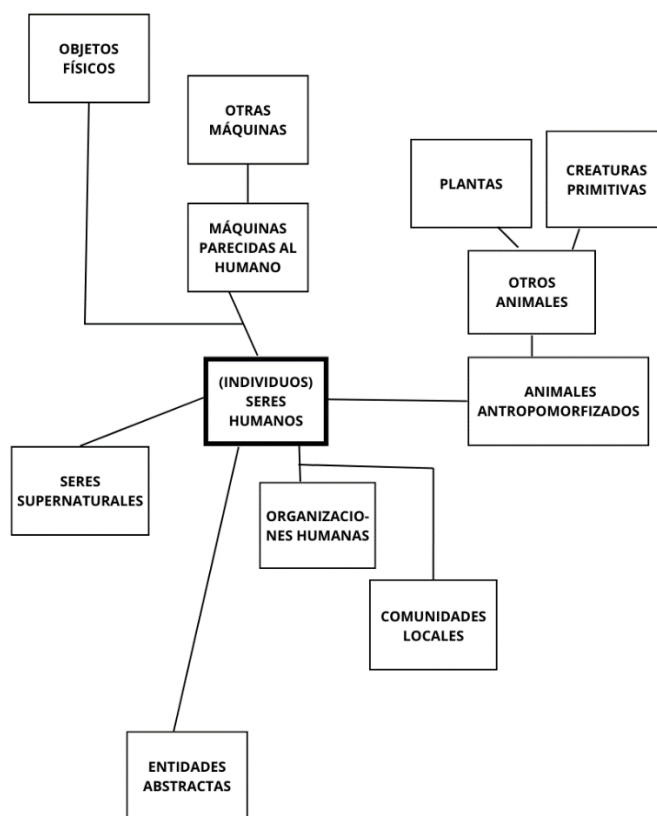 OBJETOS
FÍSICOS
OTRAS
MÁQUINAS
PLANTAS
CREATURAS
PRIMITIVAS
MÁQUINAS
PARECIDAS AL
HUMANO
OTROS
ANIMALES
(INDIVIDUOS)
SERES
HUMANOS
ANIMALES
ANTROPOMORFIZADOS
SERES
SUPERNATURALES
ORGANIZACIO-
NES HUMANAS
COMUNIDADES
LOCALES
ENTIDADES
ABSTRACTAS